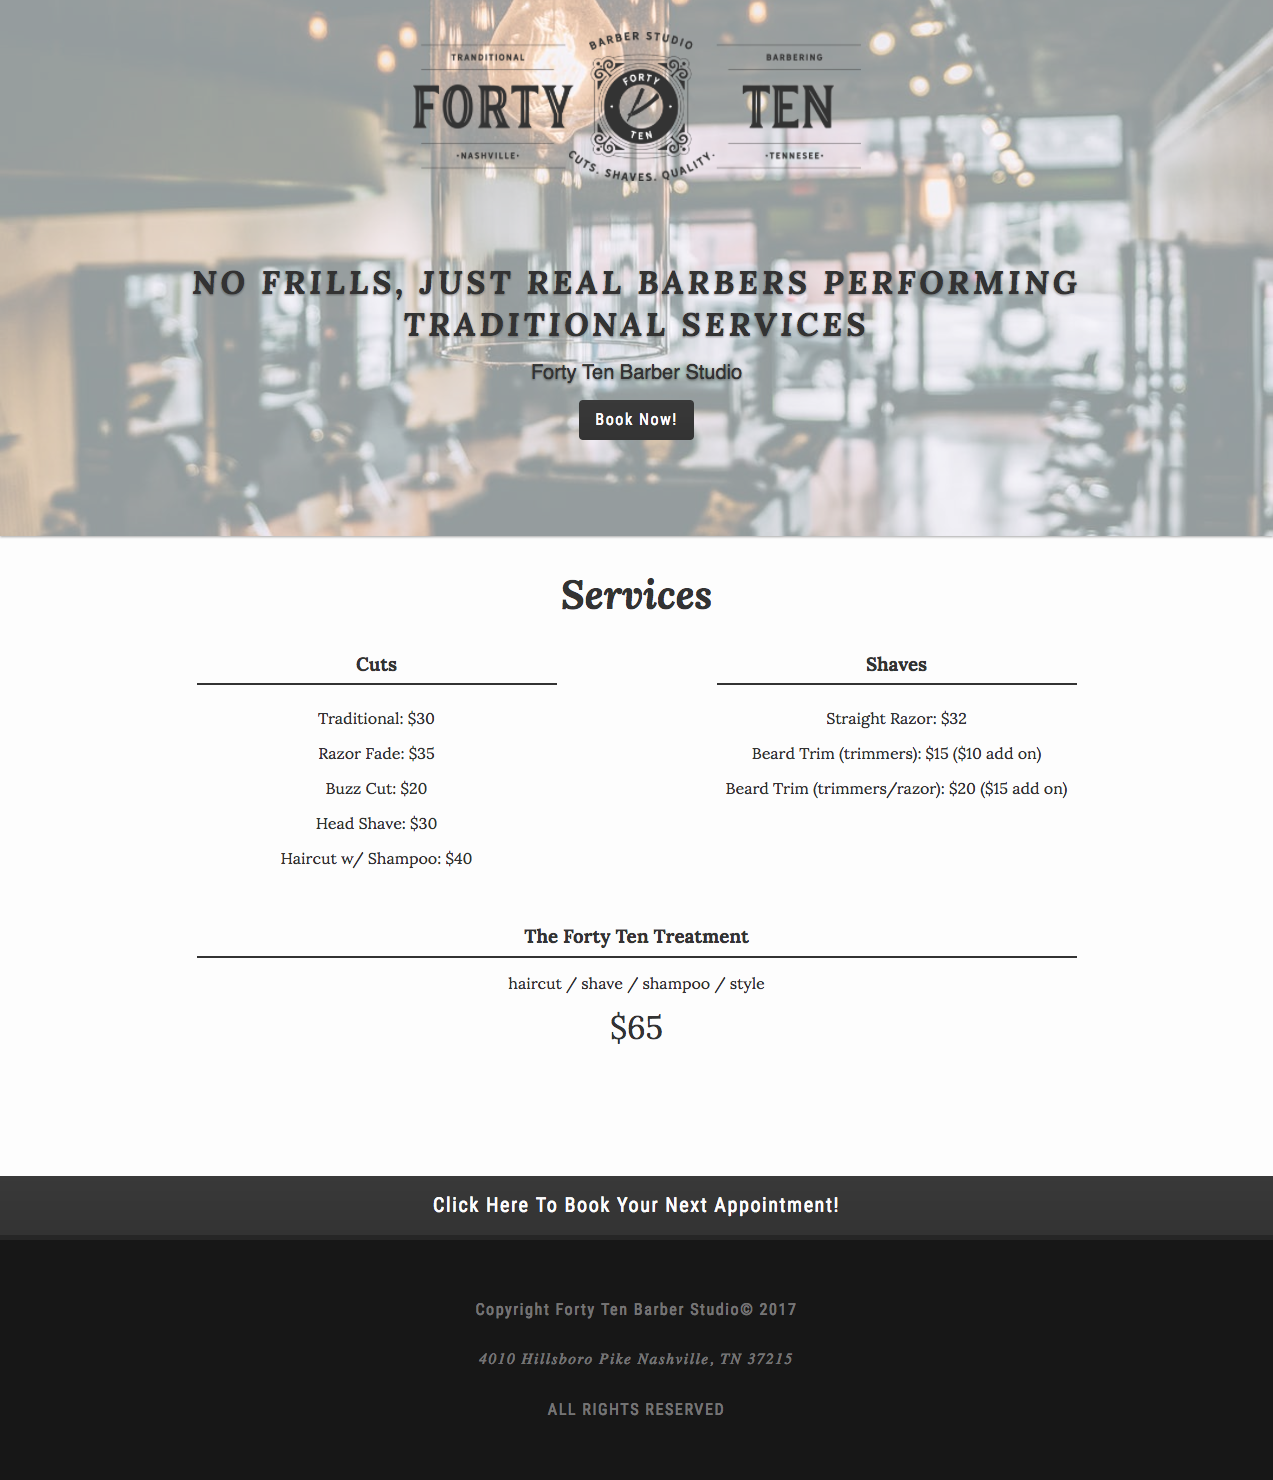 BARBER STUDIO
TRANDITIONAL
BARBERING
FORTY
FORTY
TEN
TEN
·NASHVILLE·
·TENNESEE·
CUTS. SHAVES. QUALITY.
NO FRILLS, JUST REAL BARBERS PERFORMING
TRADITIONAL SERVICES
Forty Ten Barber Studio
Book Now!
Services
Cuts
Traditional: $30
Razor Fade: $35
Buzz Cut: $20
Head Shave: $30
Haircut w/ Shampoo: $40
Shaves
Straight Razor: $32
Beard Trim (trimmers): $15 ($10 add on)
Beard Trim (trimmers/razor): $20 ($15 add on)
The Forty Ten Treatment
haircut / shave / shampoo / style
$65
Click Here To Book Your Next Appointment!
Copyright Forty Ten Barber Studio© 2017
4010 Hillsboro Pike Nashville, TN 37215
ALL RIGHTS RESERVED